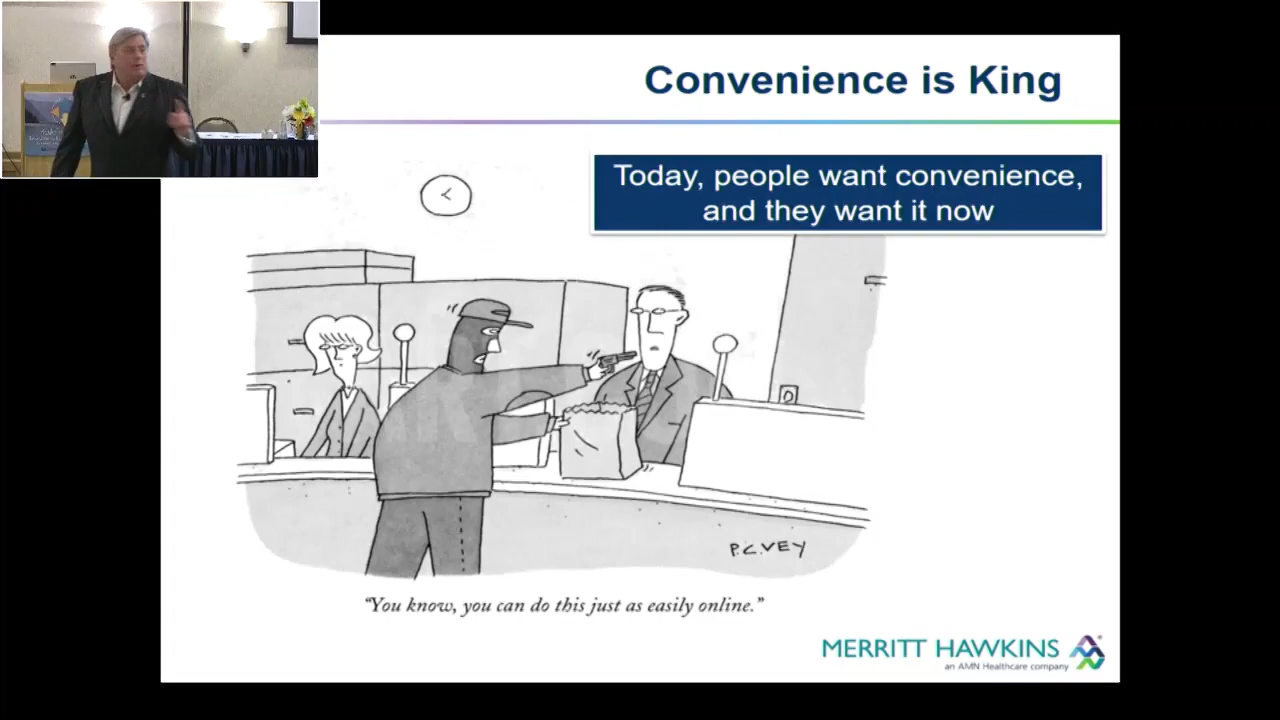 Convenience is King
Today, people want convenience,
and they want it now
P.C.VEY
“You know, you can do this just as easily online.”
MERRITT HAWKINS
an AMN Healthcare company